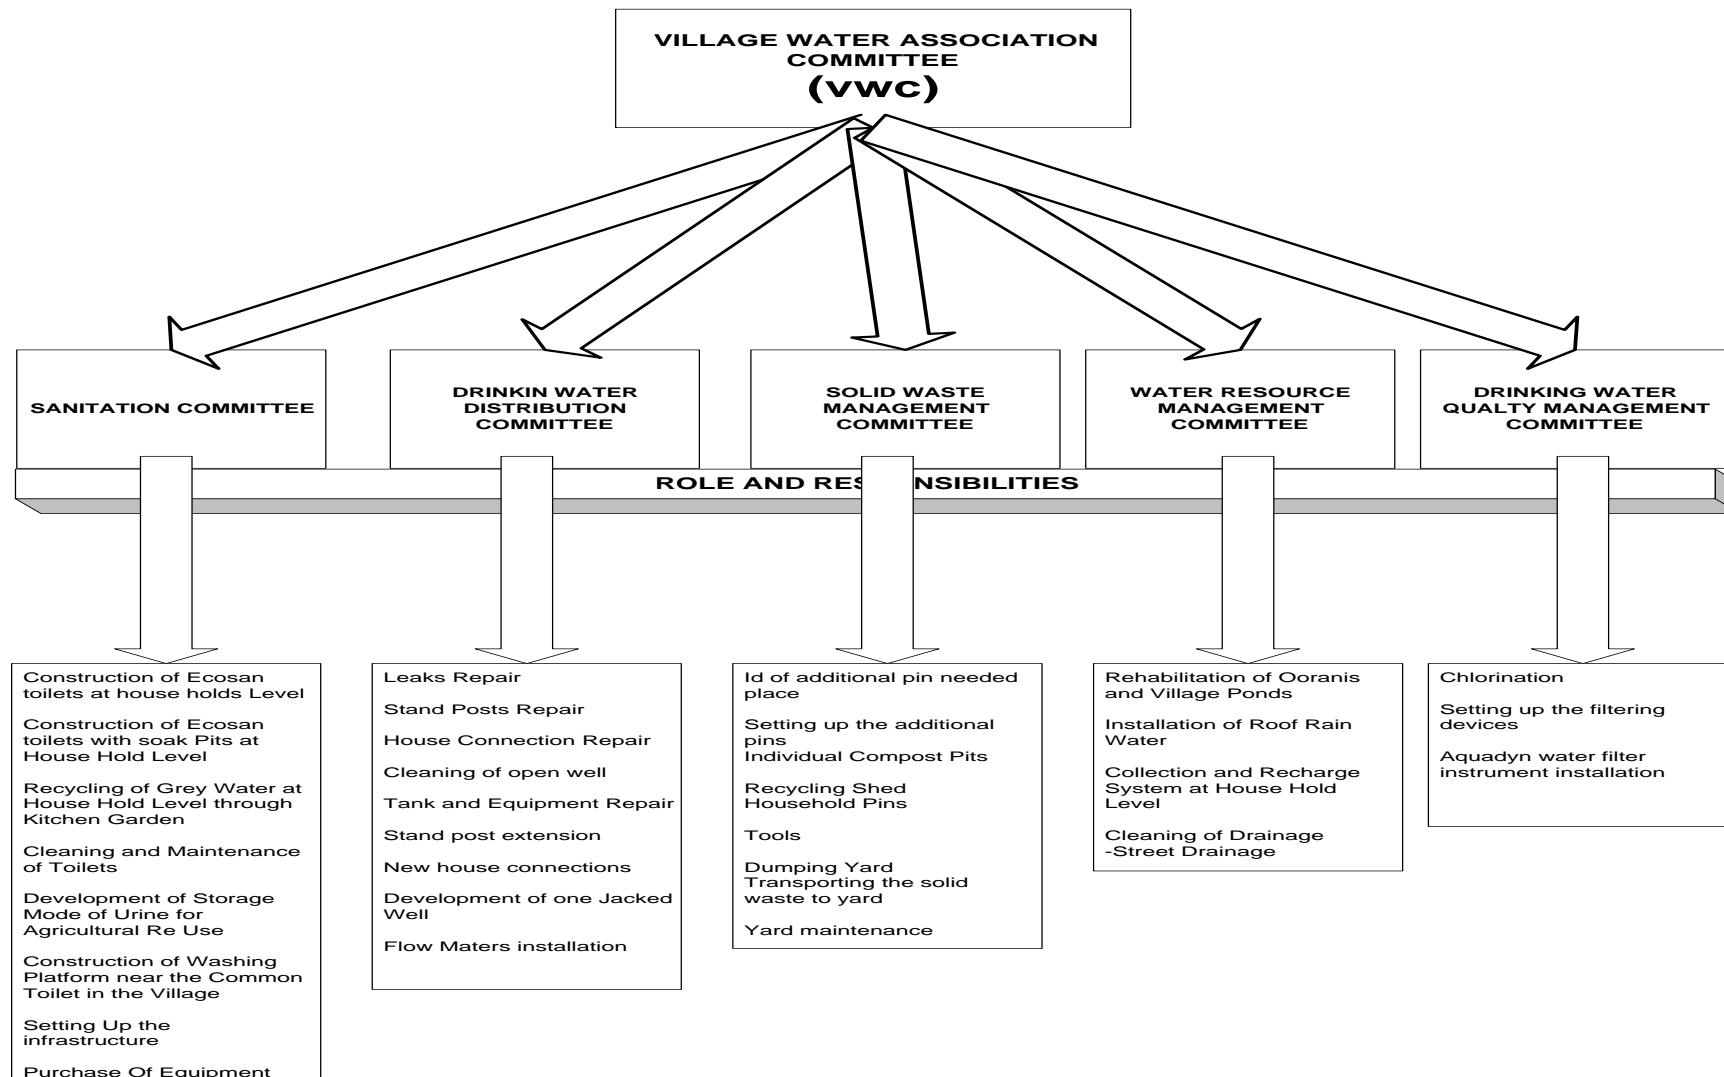 VILLAGE WATER ASSOCIATION
COMMITTEE
(VWC)
SANITATION COMMITTEE
DRINKIN WATER
DISTRIBUTION
COMMITTEE
SOLID WASTE
MANAGEMENT
COMMITTEE
WATER RESOURCE
MANAGEMENT
COMMITTEE
DRINKING WATER
QUALTY MANAGEMENT
COMMITTEE
ROLE AND RES NSIBILITIES
Construction of Ecosan
toilets at house holds Level
Construction of Ecosan
toilets with soak Pits at
House Hold Level
Recycling of Grey Water at
House Hold Level through
Kitchen Garden
Cleaning and Maintenance
of Toilets
Development of Storage
Mode of Urine for
Agricultural Re Use
Construction of Washing
Platform near the Common
Toilet in the Village
Setting Up the
infrastructure
Purchase Of Equipment
Leaks Repair
Stand Posts Repair
House Connection Repair
Cleaning of open well
Tank and Equipment Repair
Stand post extension
New house connections
Development of one Jacked
Well
Flow Maters installation
Id of additional pin needed
place
Setting up the additional
pins
Individual Compost Pits
Recycling Shed
Household Pins
Tools
Dumping Yard
Transporting the solid
waste to yard
Yard maintenance
Rehabilitation of Ooranis
and Village Ponds
Installation of Roof Rain
Water
Collection and Recharge
System at House Hold
Level
Cleaning of Drainage
-Street Drainage
Chlorination
Setting up the filtering
devices
Aquadyn water filter
instrument installation